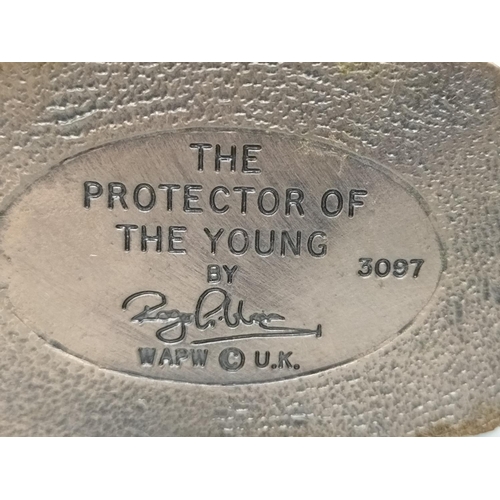 THE
PROTECTOR OF
THE YOUNG
BY 3097
WAPW © U.K.